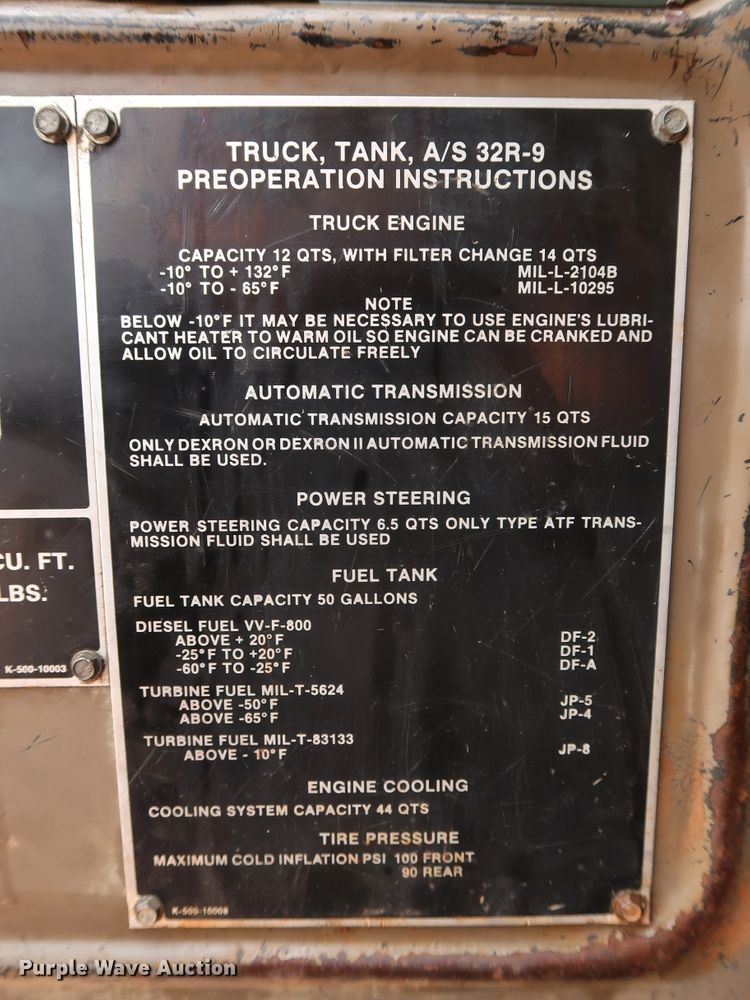 TRUCK, TANK, A/S 32R-9
PREOPERATION INSTRUCTIONS
TRUCK ENGINE
CAPACITY 12 QTS, WITH FILTER CHANGE 14 QTS
-10° TO + 132°F MIL-L-2104B
-10° TO - 65°F MIL-L-10295
NOTE
BELOW -10°F IT MAY BE NECESSARY TO USE ENGINE'S LUBRI-
CANT HEATER TO WARM OIL SO ENGINE CAN BE CRANKED AND
ALLOW OIL TO CIRCULATE FREELY
AUTOMATIC TRANSMISSION
AUTOMATIC TRANSMISSION CAPACITY 15 QTS
ONLY DEXRON OR DEXRON II AUTOMATIC TRANSMISSION FLUID
SHALL BE USED.
POWER STEERING
POWER STEERING CAPACITY 6.5 QTS ONLY TYPE ATF TRANS-
MISSION FLUID SHALL BE USED
FUEL TANK
FUEL TANK CAPACITY 50 GALLONS
DIESEL FUEL VV-F-800
ABOVE + 20°F DF-2
-25°F TO +20°F DF-1
-60°F TO -25°F DF-A
TURBINE FUEL MIL-T-5624
ABOVE -50°F JP-5
ABOVE -65°F JP-4
TURBINE FUEL MIL-T-83133
ABOVE - 10°F JP-8
ENGINE COOLING
COOLING SYSTEM CAPACITY 44 QTS
TIRE PRESSURE
MAXIMUM COLD INFLATION PSI 100 FRONT
90 REAR
K-500-10008
CU. FT.
LBS.
K-500-10003
Purple Wave Auction